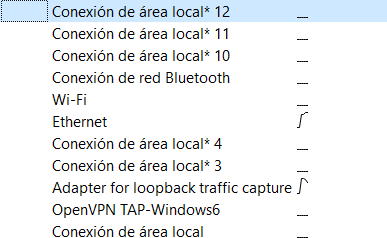 Conexión de área local* 12
Conexión de área local* 11
Conexión de área local* 10
Conexión de red Bluetooth
Wi-Fi
Ethernet
Conexión de área local* 4
Conexión de área local* 3
Adapter for loopback traffic capture
OpenVPN TAP-Windows6
Conexión de área local